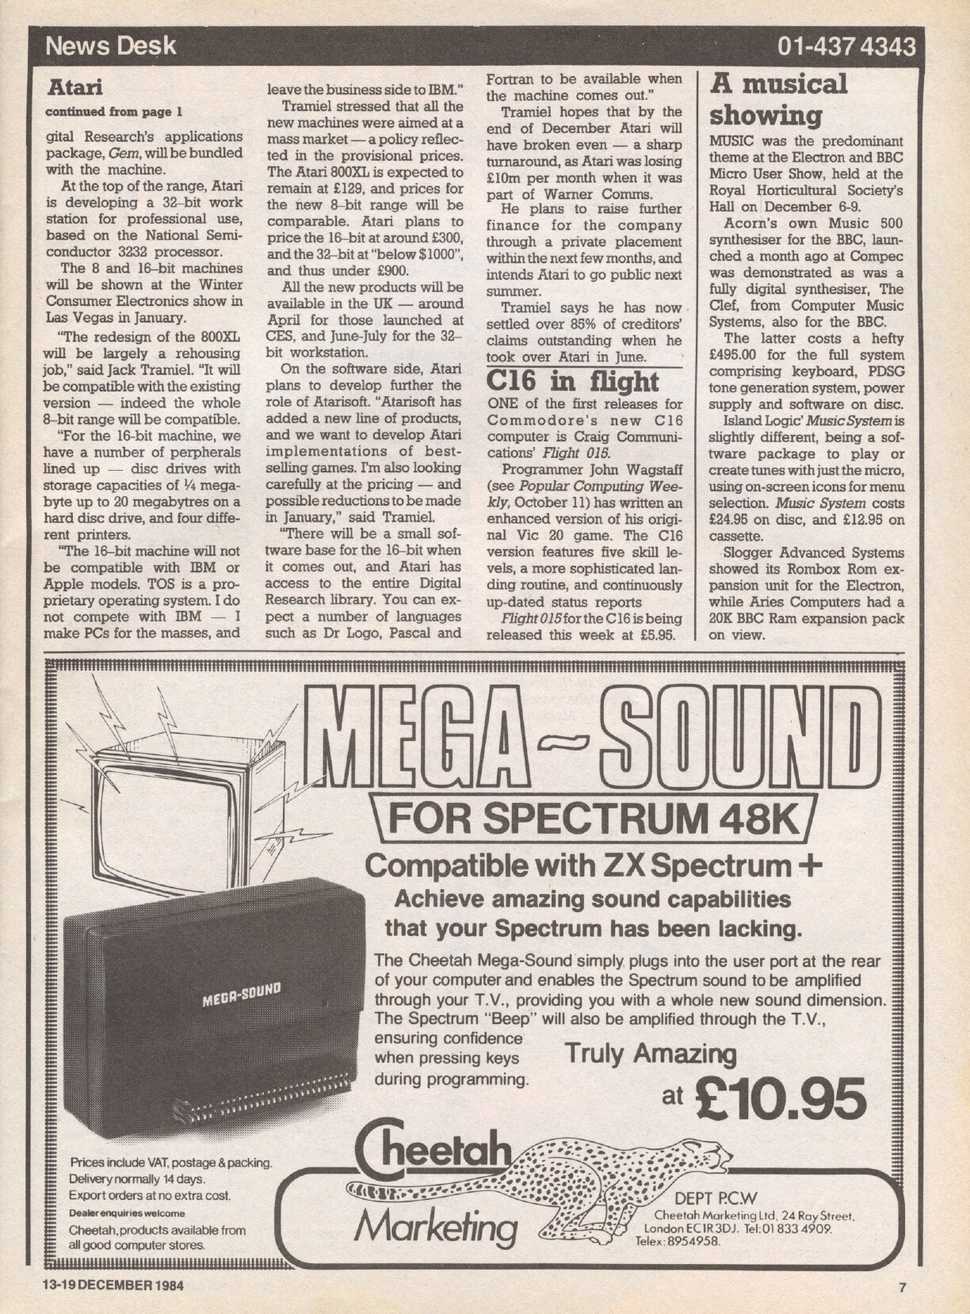 News Desk
01-437 4343
Atari
continued from page 1
gital Research's applications
package, Gem, will be bundled
with the machine.
At the top of the range, Atari
is developing a 32-bit work
station for professional use,
based on the National Semi-
conductor 3232 processor.
The 8 and 16-bit machines
will be shown at the Winter
Consumer Electronics show in
Las Vegas in January.
"The redesign of the 800XL
will be largely a rehousing
job," said Jack Tramiel. "It will
be compatible with the existing
version — indeed the whole
8-bit range will be compatible.
"For the 16-bit machine, we
have a number of perpherals
lined up — disc drives with
storage capacities of ¼ mega-
byte up to 20 megabytres on a
hard disc drive, and four diffe-
rent printers.
"The 16-bit machine will not
be compatible with IBM or
Apple models. TOS is a pro-
prietary operating system. I do
not compete with IBM — I
make PCs for the masses, and
leave the business side to IBM."
Tramiel stressed that all the
new machines were aimed at a
mass market — a policy reflec-
ted in the provisional prices.
The Atari 800XL is expected to
remain at £129, and prices for
the new 8-bit range will be
comparable. Atari plans to
price the 16-bit at around £300,
and the 32-bit at "below $1000",
and thus under £900.
All the new products will be
available in the UK — around
April for those launched at
CES, and June-July for the 32-
bit workstation.
On the software side, Atari
plans to develop further the
role of Atarisoft. "Atarisoft has
added a new line of products,
and we want to develop Atari
implementations of best-
selling games. I'm also looking
carefully at the pricing — and
possible reductions to be made
in January," said Tramiel.
"There will be a small sof-
tware base for the 16-bit when
it comes out, and Atari has
access to the entire Digital
Research library. You can ex-
pect a number of languages
such as Dr Logo, Pascal and
Fortran to be available when
the machine comes out."
Tramiel hopes that by the
end of December Atari will
have broken even — a sharp
turnaround, as Atari was losing
£10m per month when it was
part of Warner Comms.
He plans to raise further
finance for the company
through a private placement
within the next few months, and
intends Atari to go public next
summer.
Tramiel says he has now
settled over 85% of creditors'
claims outstanding when he
took over Atari in June.
C16 in flight
ONE of the first releases for
Commodore's new C16
computer is Craig Communi-
cations' Flight 015.
Programmer John Wagstaff
(see Popular Computing Wee-
kly, October 11) has written an
enhanced version of his origi-
nal Vic 20 game. The C16
version features five skill le-
vels, a more sophisticated lan-
ding routine, and continuously
up-dated status reports
Flight 015 for the C16 is being
released this week at £5.95.
A musical
showing
MUSIC was the predominant
theme at the Electron and BBC
Micro User Show, held at the
Royal Horticultural Society's
Hall on December 6-9.
Acorn's own Music 500
synthesiser for the BBC, laun-
ched a month ago at Compec
was demonstrated as was a
fully digital synthesiser, The
Clef, from Computer Music
Systems, also for the BBC.
The latter costs a hefty
£495.00 for the full system
comprising keyboard, PDSG
tone generation system, power
supply and software on disc.
Island Logic' Music System is
slightly different, being a sof-
tware package to play or
create tunes with just the micro,
using on-screen icons for menu
selection. Music System costs
£24.95 on disc, and £12.95 on
cassette.
Slogger Advanced Systems
showed its Rombox Rom ex-
pansion unit for the Electron,
while Aries Computers had a
20K BBC Ram expansion pack
on view.
MEGA~SOUND
FOR SPECTRUM 48K
Compatible with ZX Spectrum +
Achieve amazing sound capabilities
that your Spectrum has been lacking.
The Cheetah Mega-Sound simply plugs into the user port at the rear
of your computer and enables the Spectrum sound to be amplified
through your T.V., providing you with a whole new sound dimension.
The Spectrum "Beep" will also be amplified through the T.V.,
ensuring confidence
when pressing keys
during programming.
Truly Amazing
at £10.95
MEGA-SOUND
Prices include VAT, postage & packing.
Delivery normally 14 days.
Export orders at no extra cost.
Dealer enquiries welcome
Cheetah, products available from
all good computer stores.
Cheetah
Marketing
DEPT P.C.W
Cheetah Marketing Ltd, 24 Ray Street,
London EC1R 3DJ. Tel: 01 833 4909.
Telex: 8954958.
13-19 DECEMBER 1984
7